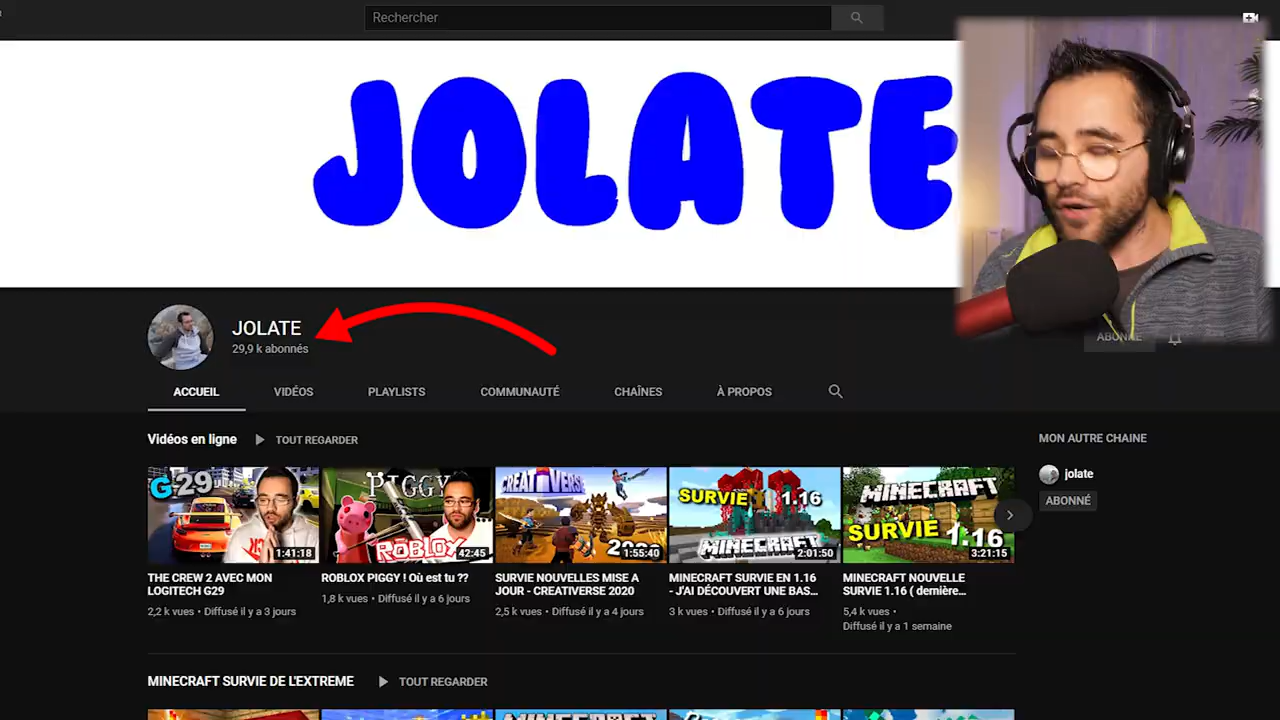 Rechercher
JOLATE
JOLATE
29,9 k abonnés
ABONNÉ
ACCUEIL
VIDÉOS
PLAYLISTS
COMMUNAUTÉ
CHAÎNES
À PROPOS
Vidéos en ligne
TOUT REGARDER
MON AUTRE CHAINE
jolate
ABONNÉ
G29
1:41:18
PIGGY
ROBLOX
42:45
CREATIVERSE
1:55:40
SURVIE 1.16
MINECRAFT
2:01:50
MINECRAFT
SURVIE 1.16
3:21:15
THE CREW 2 AVEC MON
LOGITECH G29
2,2 k vues • Diffusé il y a 3 jours
ROBLOX PIGGY ! Où est tu ??
1,8 k vues • Diffusé il y a 6 jours
SURVIE NOUVELLES MISE A
JOUR - CREATIVERSE 2020
2,5 k vues • Diffusé il y a 4 jours
MINECRAFT SURVIE EN 1.16
- J'AI DÉCOUVERT UNE BAS...
3 k vues • Diffusé il y a 6 jours
MINECRAFT NOUVELLE
SURVIE 1.16 ( dernière...
5,4 k vues •
Diffusé il y a 1 semaine
MINECRAFT SURVIE DE L'EXTREME
TOUT REGARDER